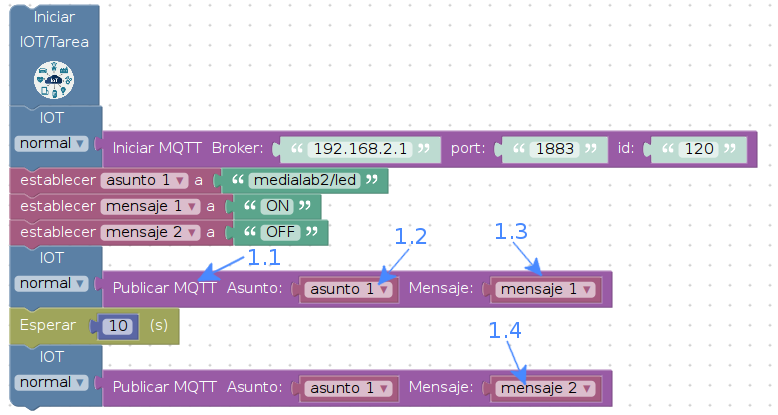 Iniciar
IOT/Tarea
IOT
IOT
normal Iniciar MQTT Broker: “ 192.168.2.1 ” port: “ 1883 ” id: “ 120 ”
establecer asunto 1 a “ medialab2/led ”
establecer mensaje 1 a “ ON ”
establecer mensaje 2 a “ OFF ”
1.1 1.2 1.3
IOT
normal Publicar MQTT Asunto: asunto 1 Mensaje: mensaje 1
Esperar 10 (s)
1.4
IOT
normal Publicar MQTT Asunto: asunto 1 Mensaje: mensaje 2